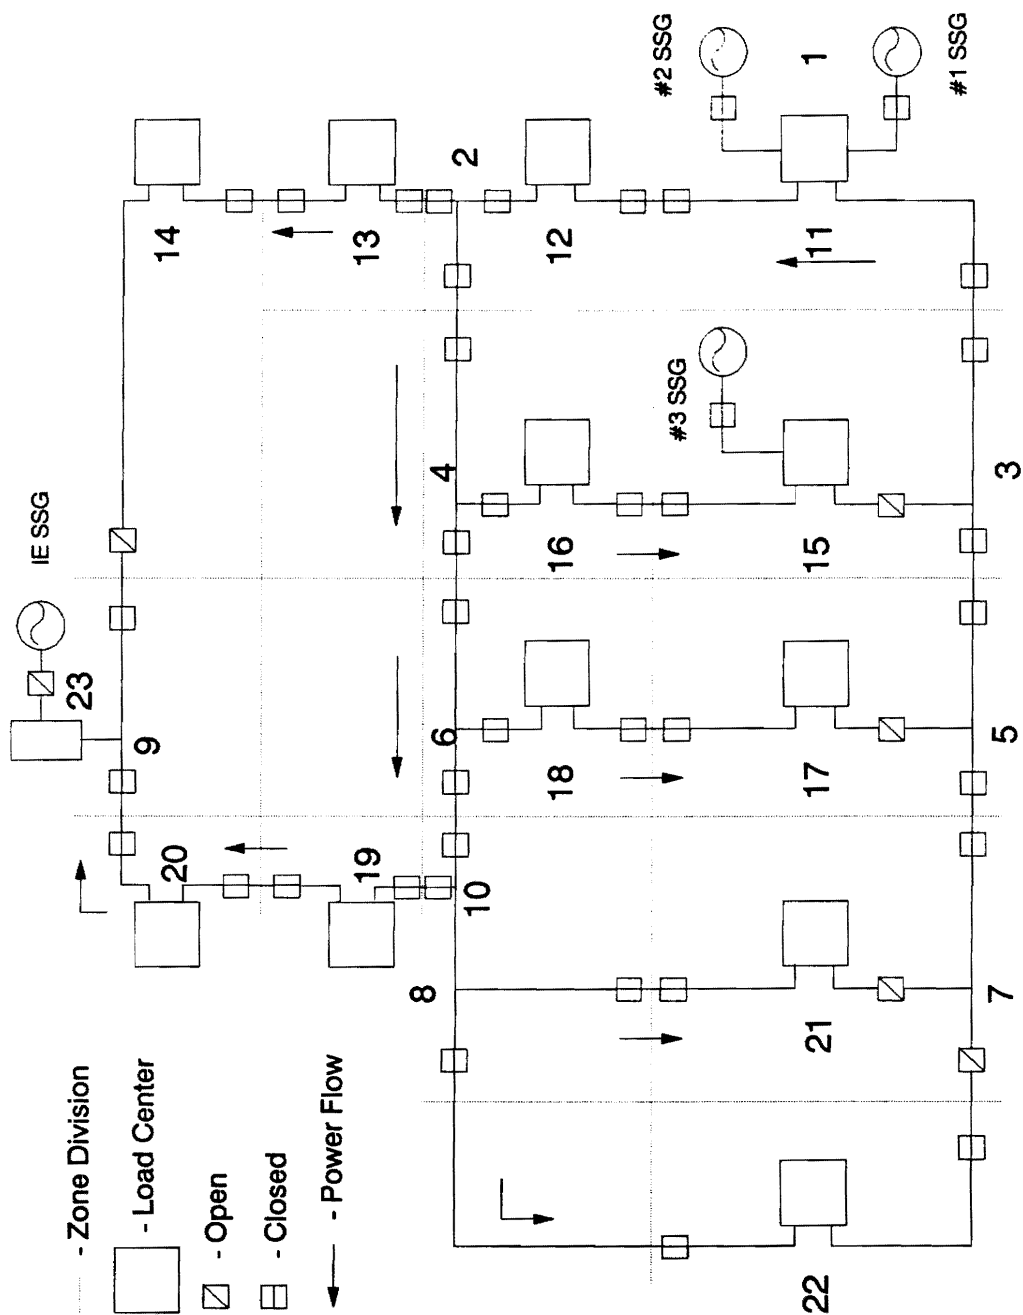 - Zone Division
- Load Center
- Open
- Closed
- Power Flow
22
8
21
7
20
19
10
IE SSG
23
9
6
18
17
5
4
16
#3 SSG
15
3
14
13
2
12
#2 SSG
1
11
#1 SSG